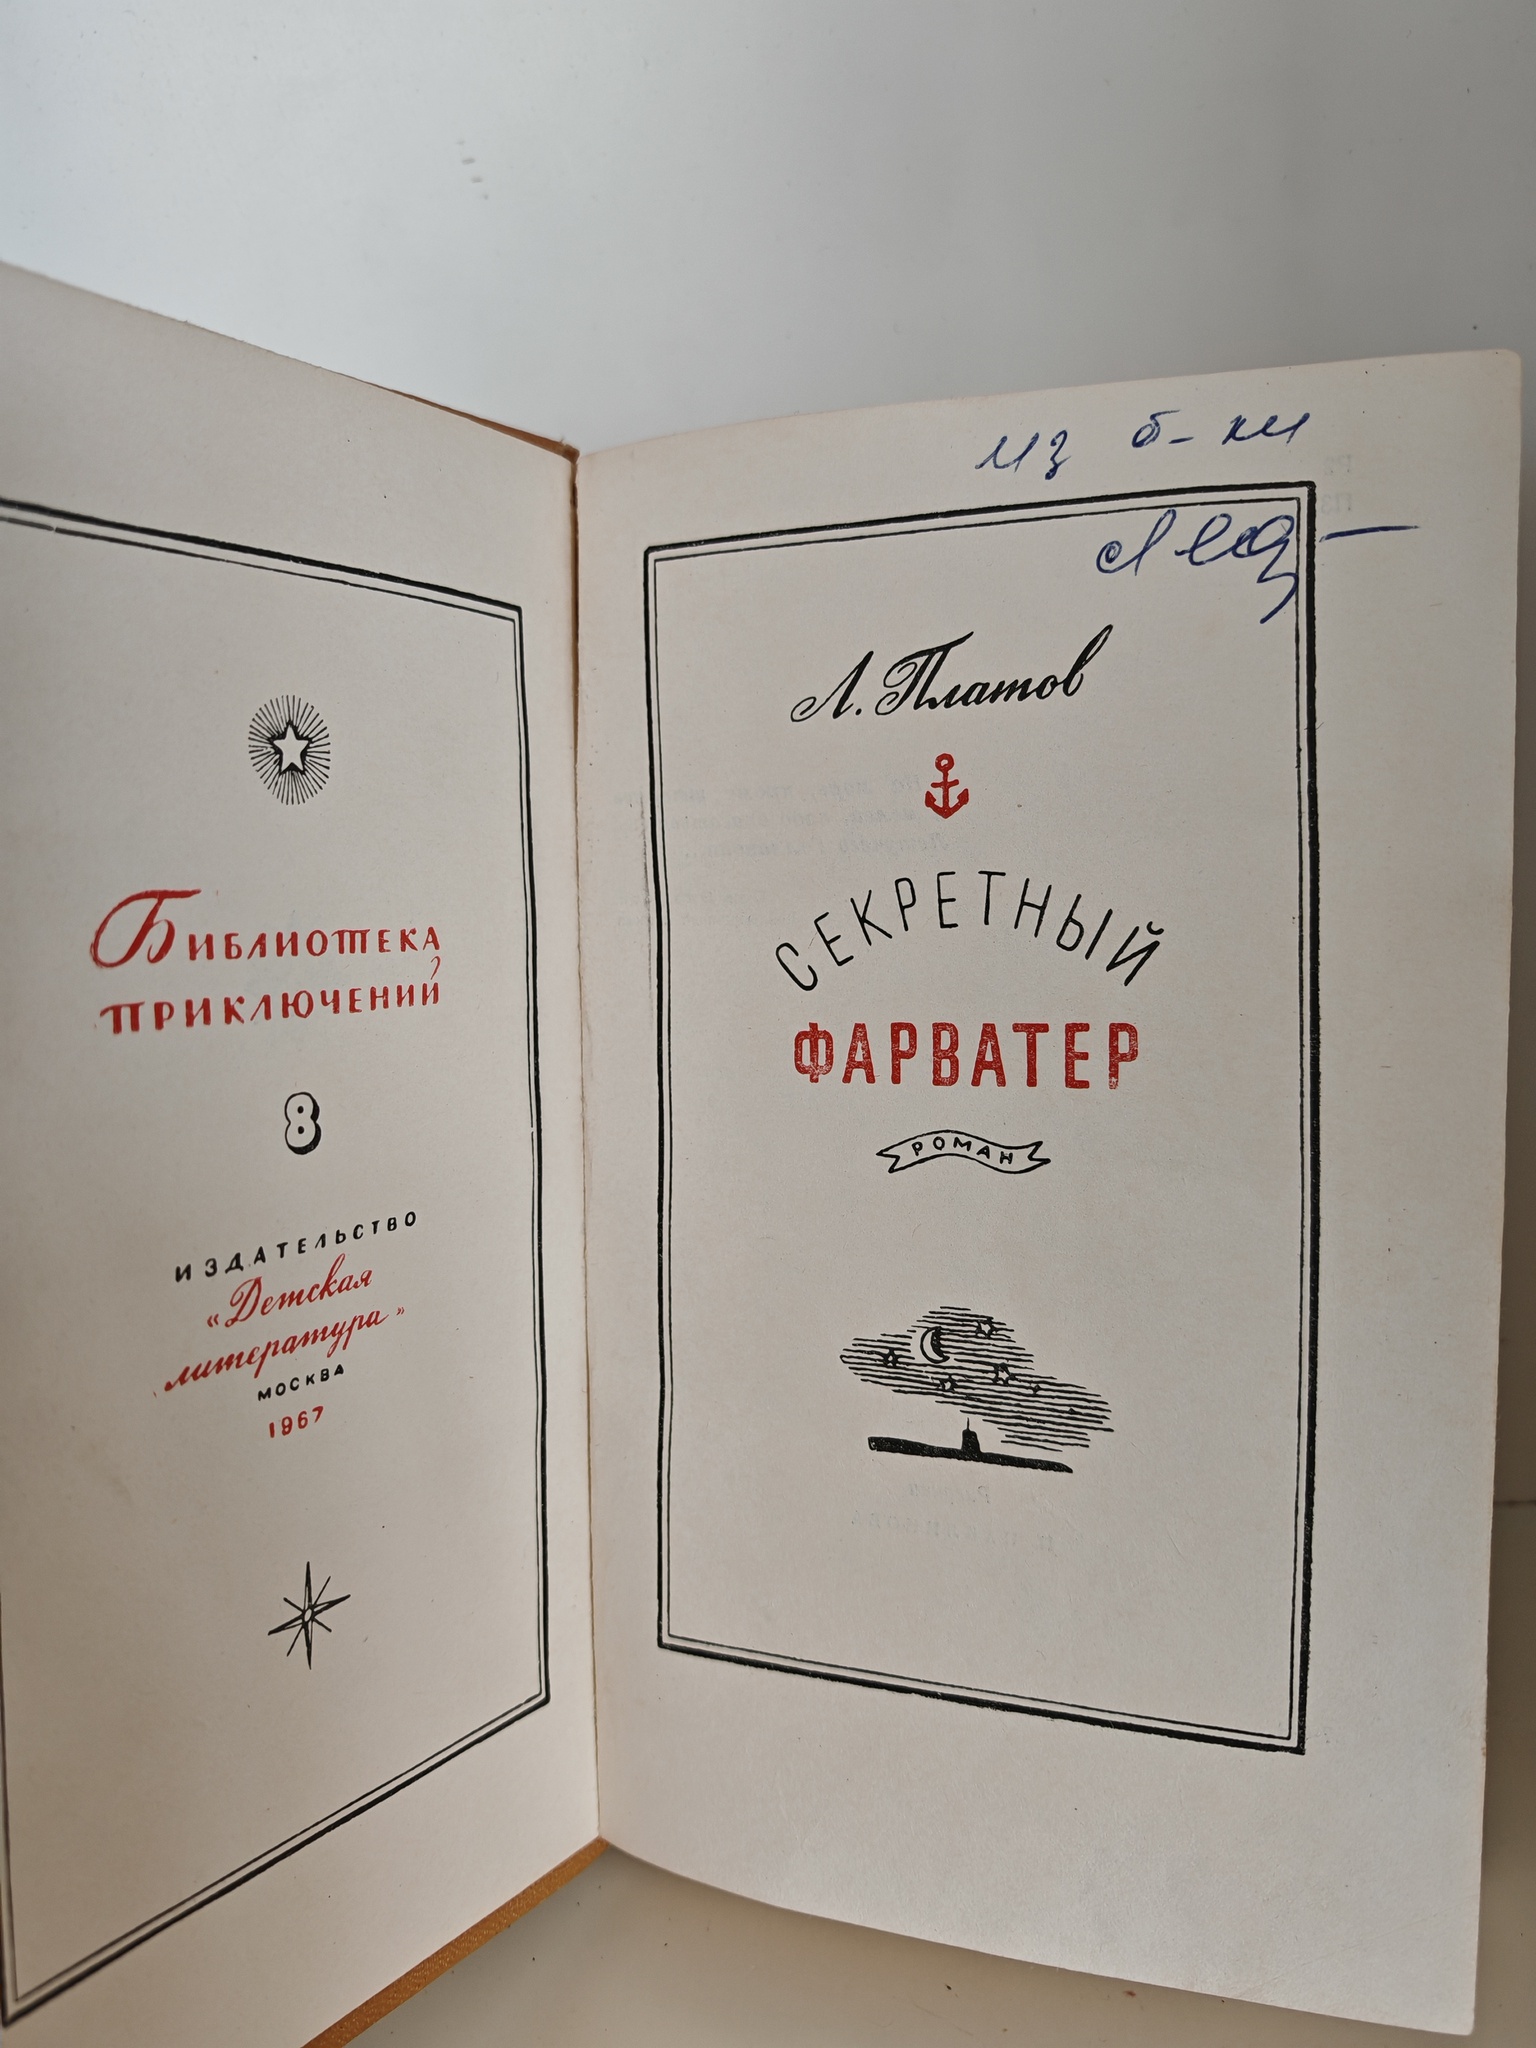 Библиотека
приключений
8
ИЗДАТЕЛЬСТВО
"Детская
литература"
МОСКВА
1967
из б-ки
Л. Платов
СЕКРЕТНЫЙ
ФАРВАТЕР
РОМАН